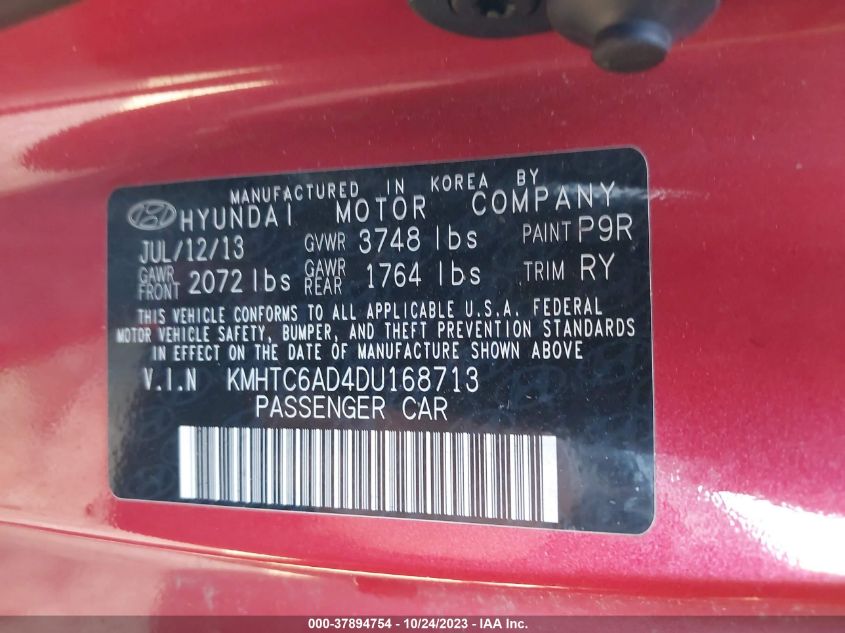 MANUFACTURED IN KOREA BY
HYUNDAI MOTOR COMPANY
JUL/12/13 GVWR 3748 lbs PAINT P9R
GAWR FRONT 2072 lbs GAWR REAR 1764 lbs TRIM RY
THIS VEHICLE CONFORMS TO ALL APPLICABLE U.S.A. FEDERAL
MOTOR VEHICLE SAFETY, BUMPER, AND THEFT PREVENTION STANDARDS
IN EFFECT ON THE DATE OF MANUFACTURE SHOWN ABOVE
V.I.N KMHTC6AD4DU168713
PASSENGER CAR
000-37894754 - 10/24/2023 - © IAA, Inc.